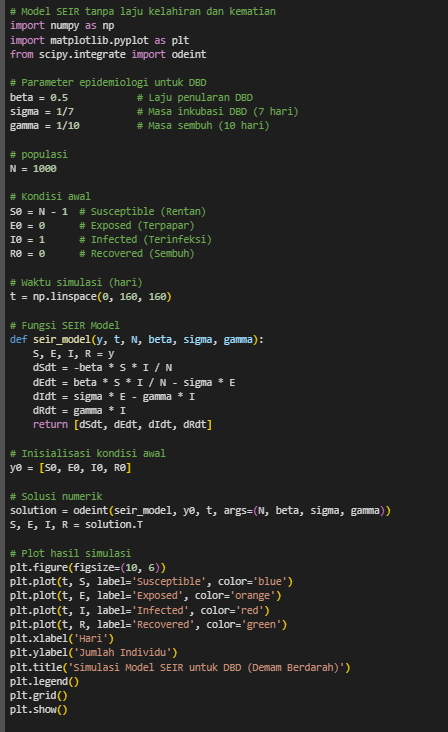 # Model SEIR tanpa laju kelahiran dan kematian
import numpy as np
import matplotlib.pyplot as plt
from scipy.integrate import odeint

# Parameter epidemiologi untuk DBD
beta = 0.5           # Laju penularan DBD
sigma = 1/7          # Masa inkubasi DBD (7 hari)
gamma = 1/10         # Masa sembuh (10 hari)

# populasi
N = 1000

# Kondisi awal
S0 = N - 1  # Susceptible (Rentan)
E0 = 0      # Exposed (Terpapar)
I0 = 1      # Infected (Terinfeksi)
R0 = 0      # Recovered (Sembuh)

# Waktu simulasi (hari)
t = np.linspace(0, 160, 160)

# Fungsi SEIR Model
def seir_model(y, t, N, beta, sigma, gamma):
    S, E, I, R = y
    dSdt = -beta * S * I / N
    dEdt = beta * S * I / N - sigma * E
    dIdt = sigma * E - gamma * I
    dRdt = gamma * I
    return [dSdt, dEdt, dIdt, dRdt]

# Inisialisasi kondisi awal
y0 = [S0, E0, I0, R0]

# Solusi numerik
solution = odeint(seir_model, y0, t, args=(N, beta, sigma, gamma))
S, E, I, R = solution.T

# Plot hasil simulasi
plt.figure(figsize=(10, 6))
plt.plot(t, S, label='Susceptible', color='blue')
plt.plot(t, E, label='Exposed', color='orange')
plt.plot(t, I, label='Infected', color='red')
plt.plot(t, R, label='Recovered', color='green')
plt.xlabel('Hari')
plt.ylabel('Jumlah Individu')
plt.title('Simulasi Model SEIR untuk DBD (Demam Berdarah)')
plt.legend()
plt.grid()
plt.show()